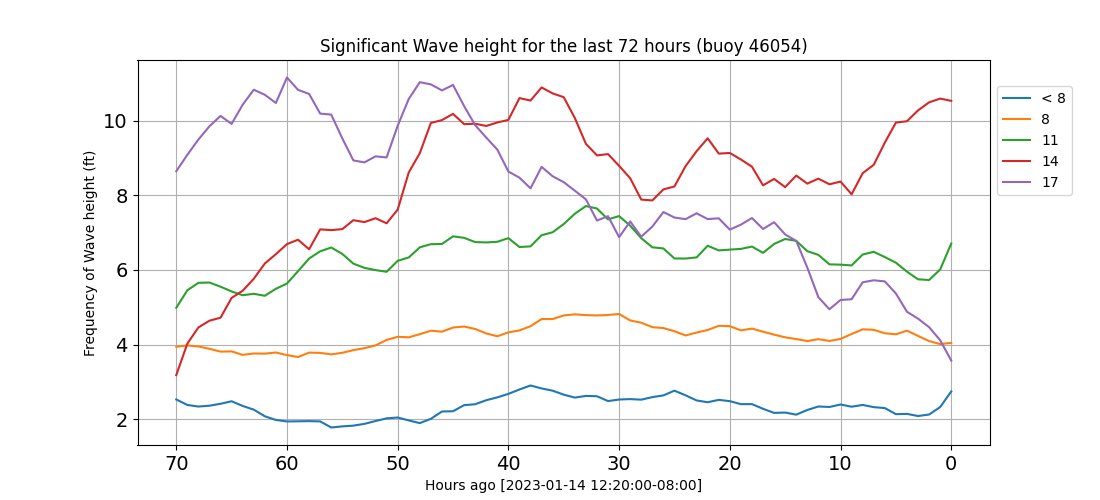 Significant Wave height for the last 72 hours (buoy 46054)
Frequency of Wave height (ft)
10
8
6
4
2
70 60 50 40 30 20 10 0
Hours ago [2023-01-14 12:20:00-08:00]
< 8
8
11
14
17